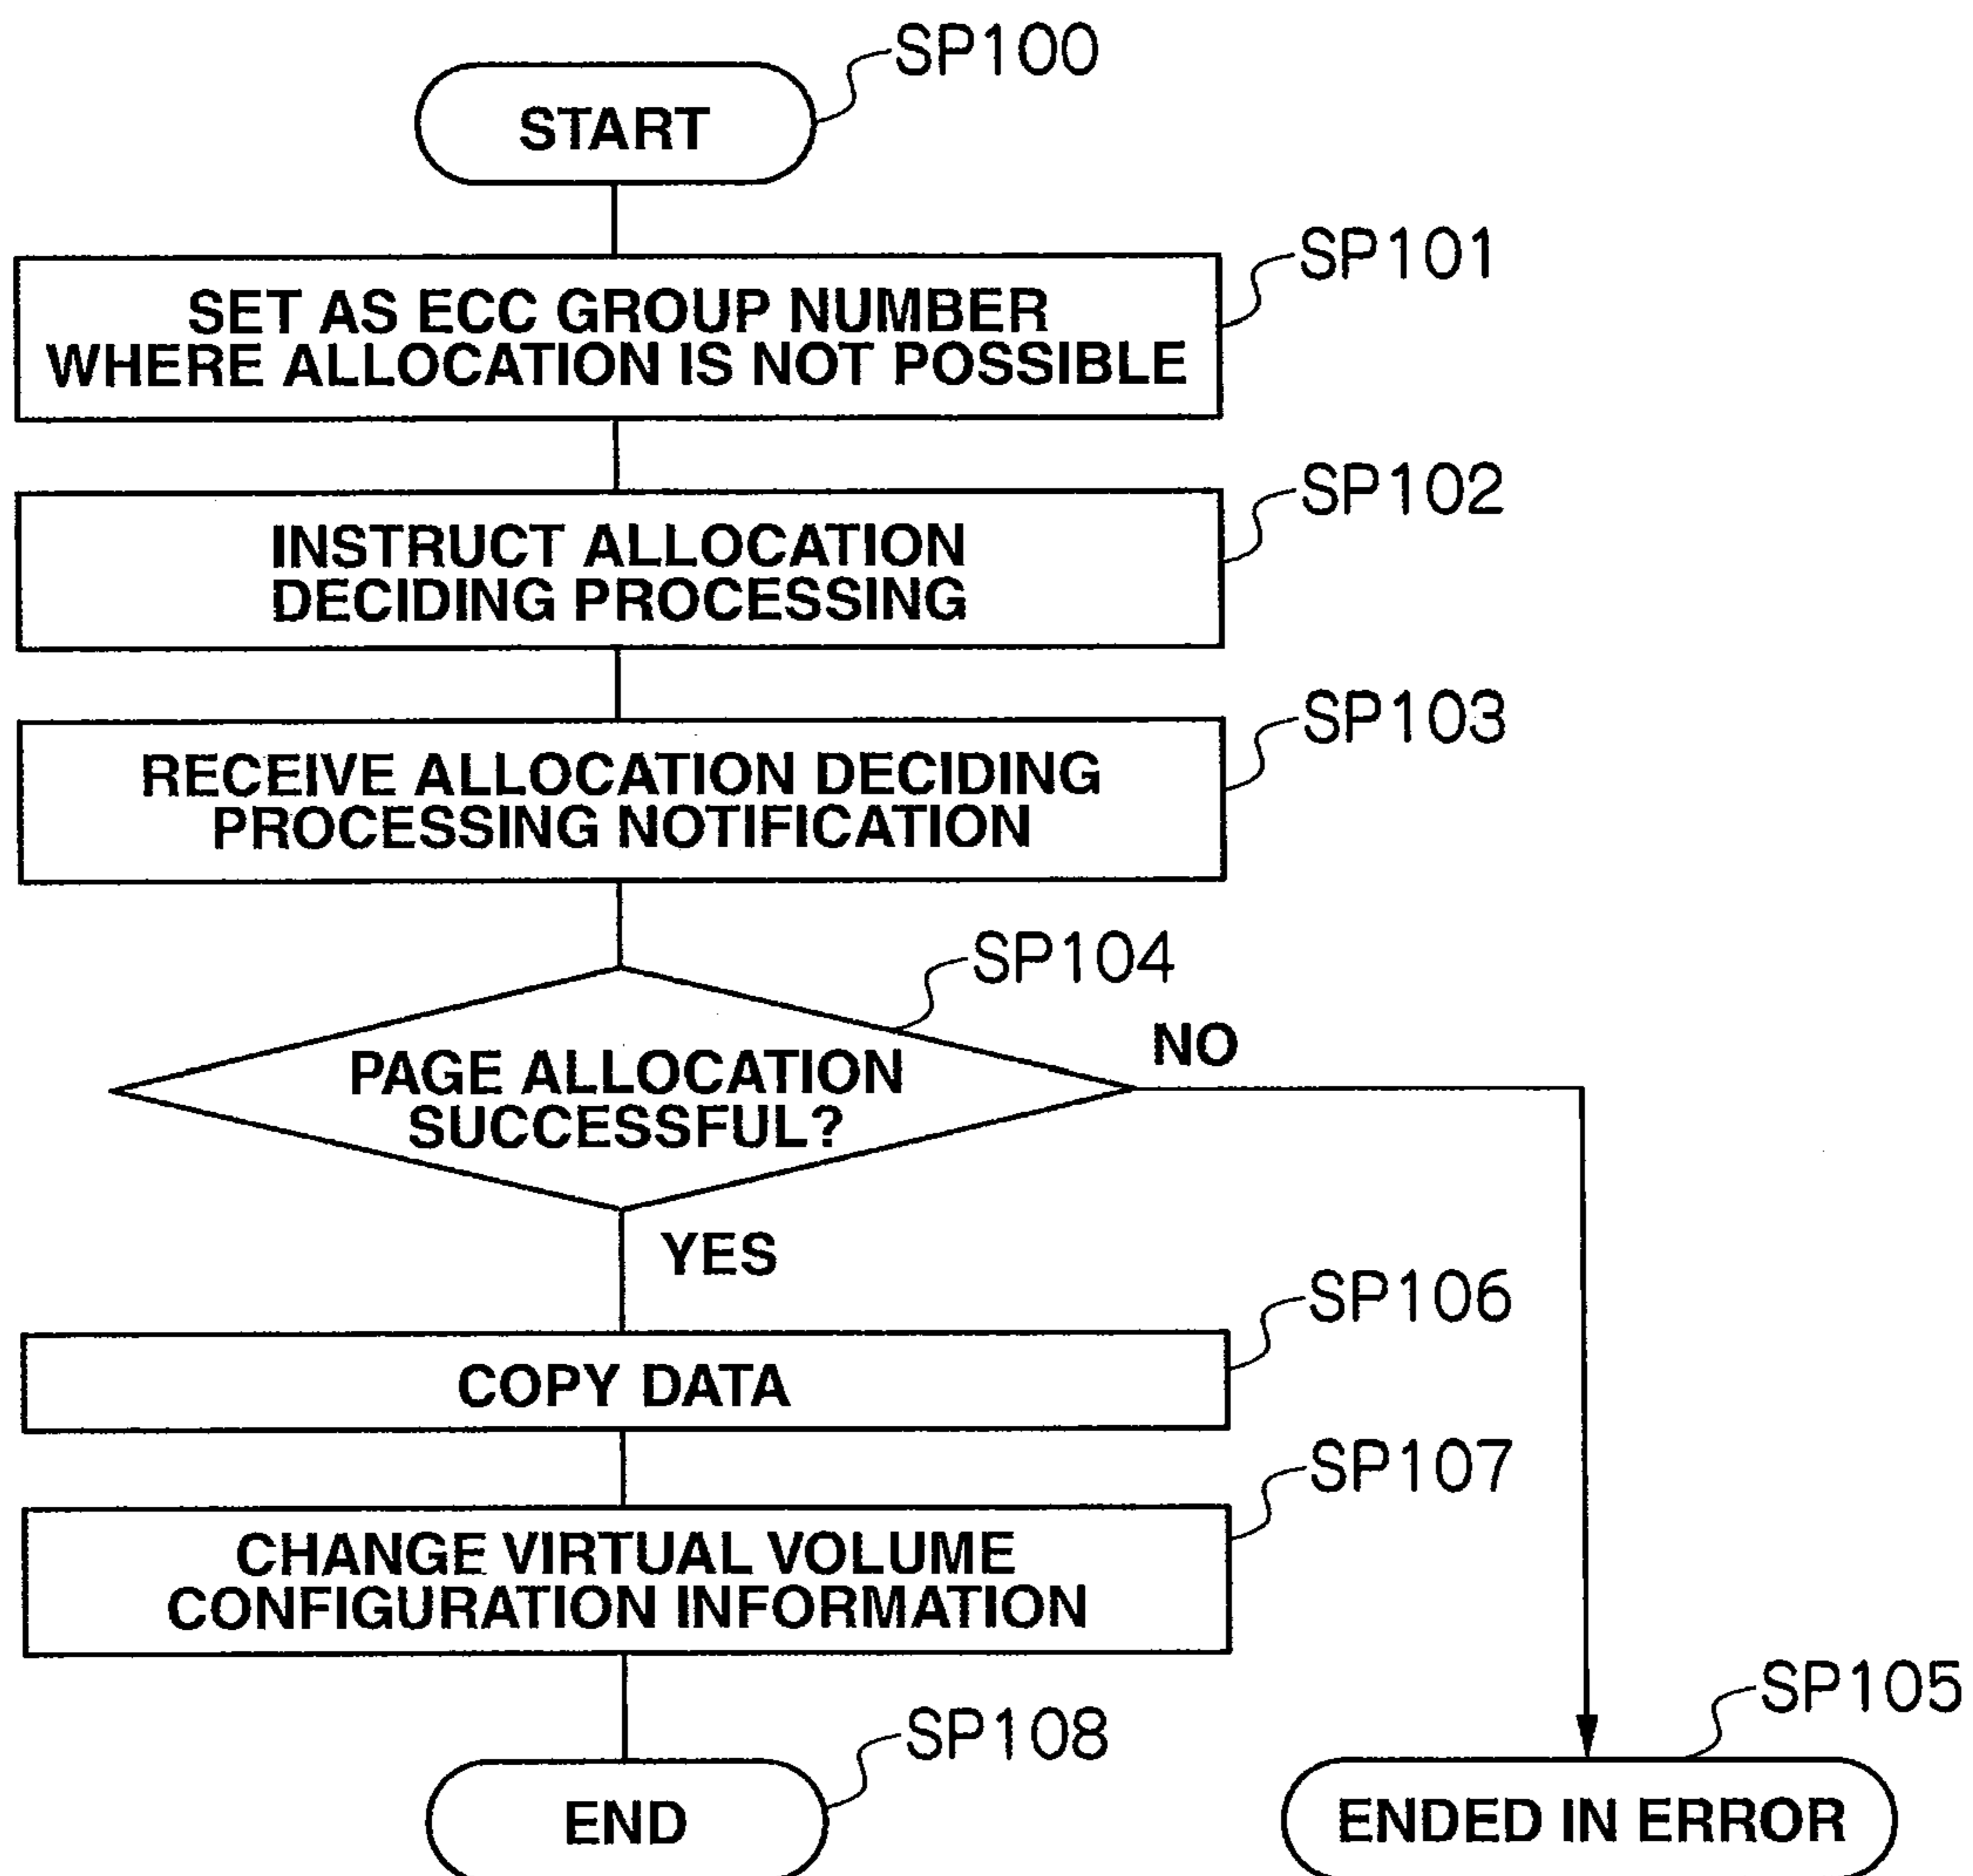 SP100
START
SP101
SET AS ECC GROUP NUMBER
WHERE ALLOCATION IS NOT POSSIBLE
SP102
INSTRUCT ALLOCATION
DECIDING PROCESSING
SP103
RECEIVE ALLOCATION DECIDING
PROCESSING NOTIFICATION
SP104
PAGE ALLOCATION
SUCCESSFUL?
NO
YES
SP106
COPY DATA
SP107
CHANGE VIRTUAL VOLUME
CONFIGURATION INFORMATION
SP108
END
SP105
ENDED IN ERROR